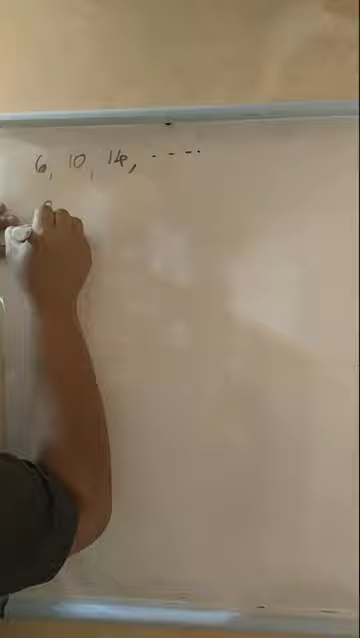 6, 10, 14, ----